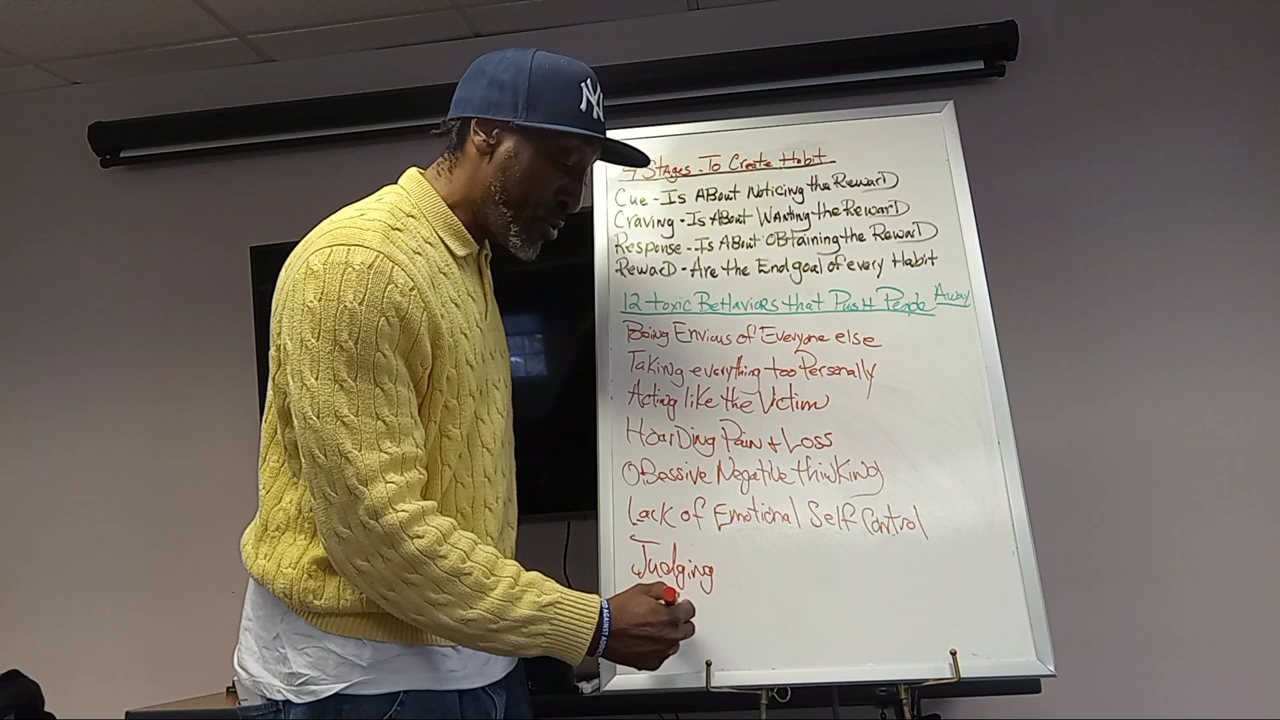 NY
4 Stages - To Create Habit
Cue - Is About Noticing the Reward
Craving - Is About Wanting the Reward
Response - Is About Obtaining the Reward
Reward - Are the End goal of every Habit
12 toxic Behaviors that Push People Away
Being Envious of Everyone else
Taking everything too Personally
Acting like the Victim
Hoarding Pain + Loss
Obsessive Negative thinking
Lack of Emotional Self Control
Judging
AGAINST